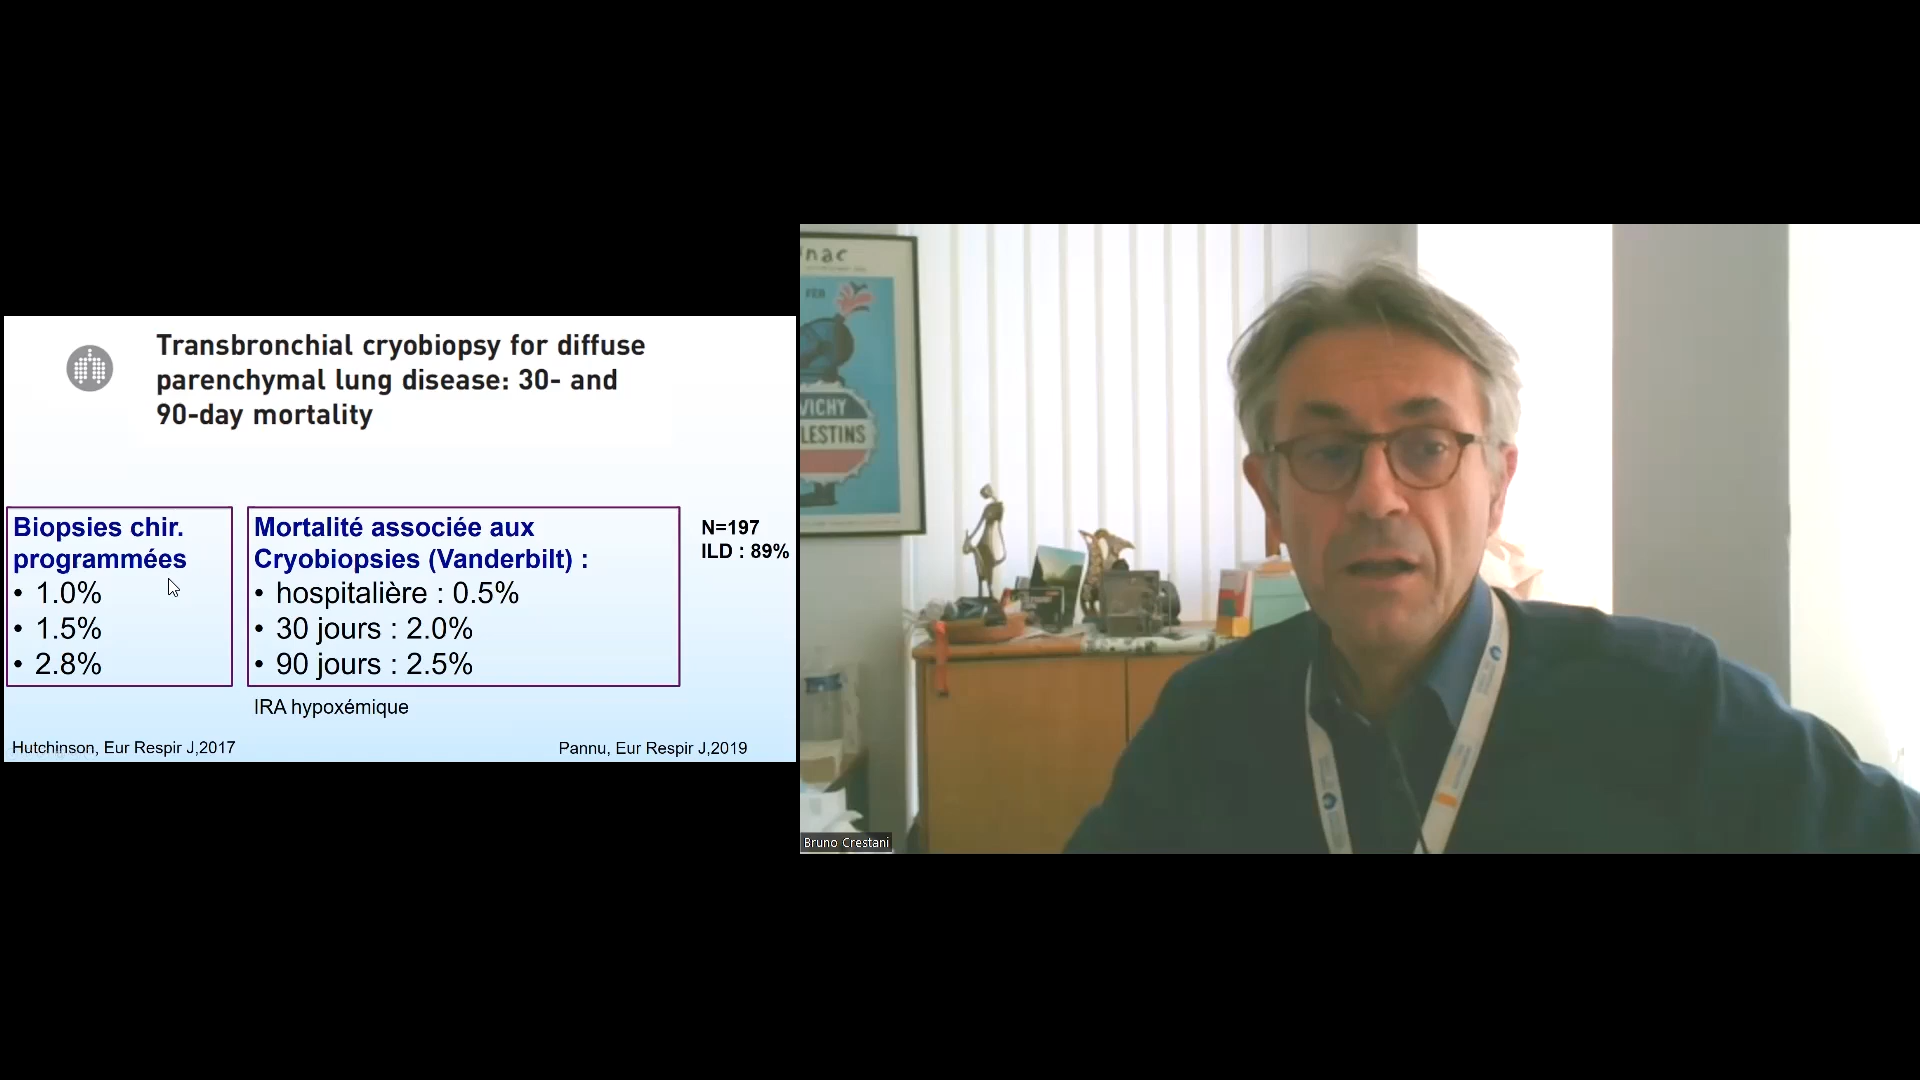 Transbronchial cryobiopsy for diffuse
parenchymal lung disease: 30- and
90-day mortality
Biopsies chir.
programmées
• 1.0%
• 1.5%
• 2.8%
Mortalité associée aux
Cryobiopsies (Vanderbilt) :
• hospitalière : 0.5%
• 30 jours : 2.0%
• 90 jours : 2.5%
N=197
ILD : 89%
IRA hypoxémique
Hutchinson, Eur Respir J,2017
Pannu, Eur Respir J,2019
nac
FER
VICHY
LESTINS
Bruno Crestani